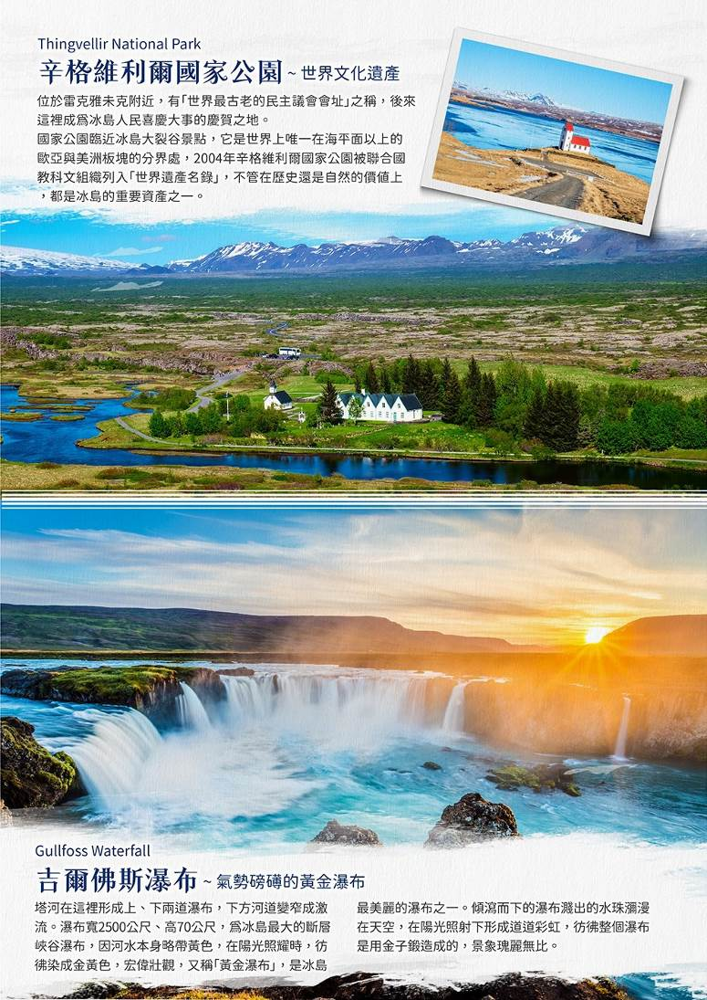 Thingvellir National Park
辛格維利爾國家公園~世界文化遺產
位於雷克雅未克附近，有「世界最古老的民主議會會址」之稱，後來
這裡成為冰島人民喜慶大事的慶賀之地。
國家公園臨近冰島大裂谷景點，它是世界上唯一在海平面以上的
歐亞與美洲板塊的分界處，2004年辛格維利爾國家公園被聯合國
教科文組織列入「世界遺產名錄」，不管在歷史還是自然的價值上
，都是冰島的重要資產之一。
Gullfoss Waterfall
吉爾佛斯瀑布~氣勢磅礡的黃金瀑布
塔河在這裡形成上、下兩道瀑布，下方河道變窄成激
流。瀑布寬2500公尺、高70公尺，為冰島最大的斷層
峽谷瀑布，因河水本身略帶黃色，在陽光照耀時，彷
彿染成金黃色，宏偉壯觀，又稱「黃金瀑布」，是冰島
最美麗的瀑布之一。傾瀉而下的瀑布濺出的水珠瀰漫
在天空，在陽光照射下形成道道彩虹，彷彿整個瀑布
是用金子鍛造成的，景象瑰麗無比。